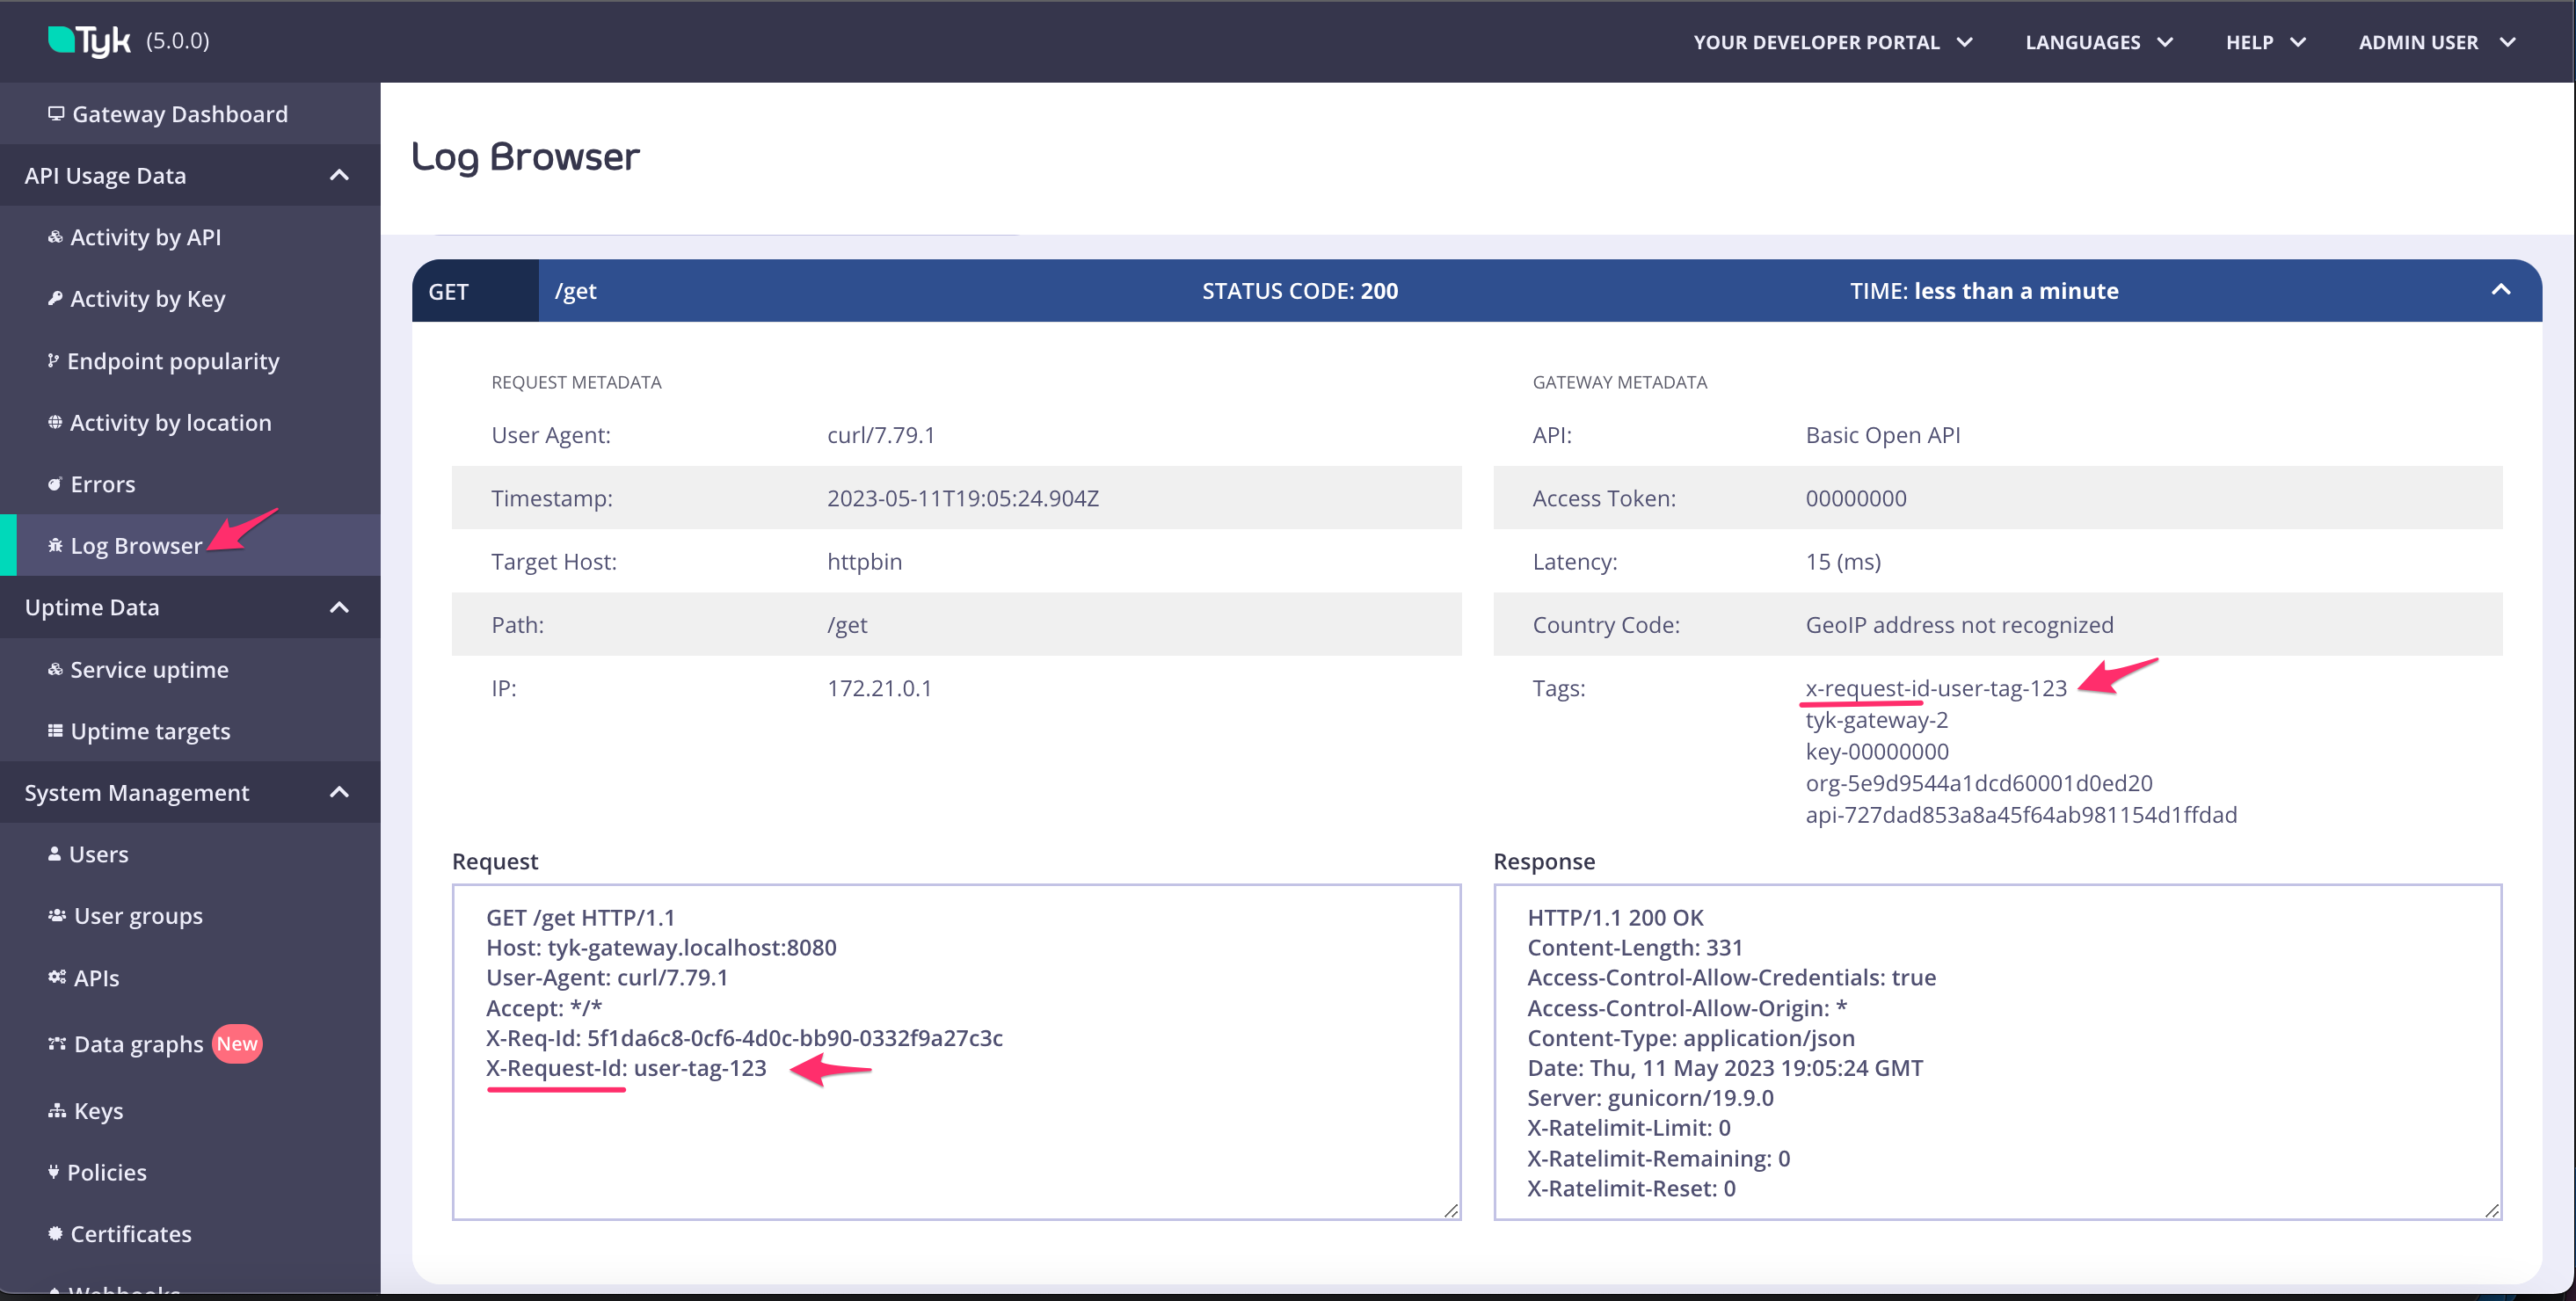 Tyk (5.0.0)
YOUR DEVELOPER PORTAL
LANGUAGES
HELP
ADMIN USER
Gateway Dashboard
API Usage Data
Activity by API
Activity by Key
Endpoint popularity
Activity by location
Errors
Log Browser
Uptime Data
Service uptime
Uptime targets
System Management
Users
User groups
APIs
Data graphs New
Keys
Policies
Certificates
Webhooks
Log Browser
GET /get STATUS CODE: 200 TIME: less than a minute
REQUEST METADATA
User Agent: curl/7.79.1
Timestamp: 2023-05-11T19:05:24.904Z
Target Host: httpbin
Path: /get
IP: 172.21.0.1
GATEWAY METADATA
API: Basic Open API
Access Token: 00000000
Latency: 15 (ms)
Country Code: GeoIP address not recognized
Tags: x-request-id-user-tag-123
tyk-gateway-2
key-00000000
org-5e9d9544a1dcd60001d0ed20
api-727dad853a8a45f64ab981154d1ffdad
Request
GET /get HTTP/1.1
Host: tyk-gateway.localhost:8080
User-Agent: curl/7.79.1
Accept: */*
X-Req-Id: 5f1da6c8-0cf6-4d0c-bb90-0332f9a27c3c
X-Request-Id: user-tag-123
Response
HTTP/1.1 200 OK
Content-Length: 331
Access-Control-Allow-Credentials: true
Access-Control-Allow-Origin: *
Content-Type: application/json
Date: Thu, 11 May 2023 19:05:24 GMT
Server: gunicorn/19.9.0
X-Ratelimit-Limit: 0
X-Ratelimit-Remaining: 0
X-Ratelimit-Reset: 0